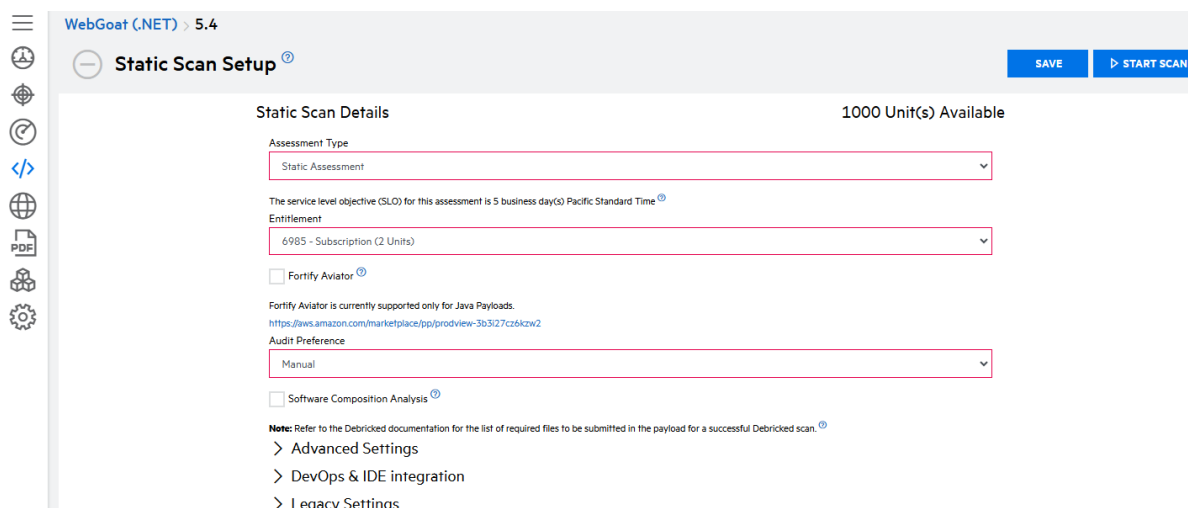 WebGoat (.NET) > 5.4
Static Scan Setup ?
SAVE
START SCAN
Static Scan Details
1000 Unit(s) Available
Assessment Type
Static Assessment
The service level objective (SLO) for this assessment is 5 business day(s) Pacific Standard Time ?
Entitlement
6985 - Subscription (2 Units)
Fortify Aviator ?
Fortify Aviator is currently supported only for Java Payloads.
https://aws.amazon.com/marketplace/pp/prodview-3b3i27cz6kzw2
Audit Preference
Manual
Software Composition Analysis ?
Note: Refer to the Debricked documentation for the list of required files to be submitted in the payload for a successful Debricked scan. ?
Advanced Settings
DevOps & IDE integration
Legacy Settings
PDF